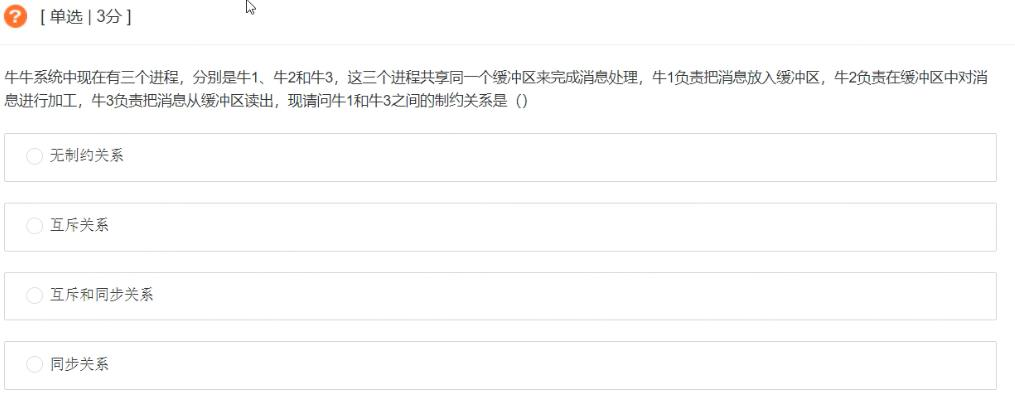 ? [ 单选 | 3分 ]
牛牛系统中现在有三个进程，分别是牛1、牛2和牛3，这三个进程共享同一个缓冲区来完成消息处理，牛1负责把消息放入缓冲区，牛2负责在缓冲区中对消
息进行加工，牛3负责把消息从缓冲区读出，现请问牛1和牛3之间的制约关系是（）
无制约关系
互斥关系
互斥和同步关系
同步关系